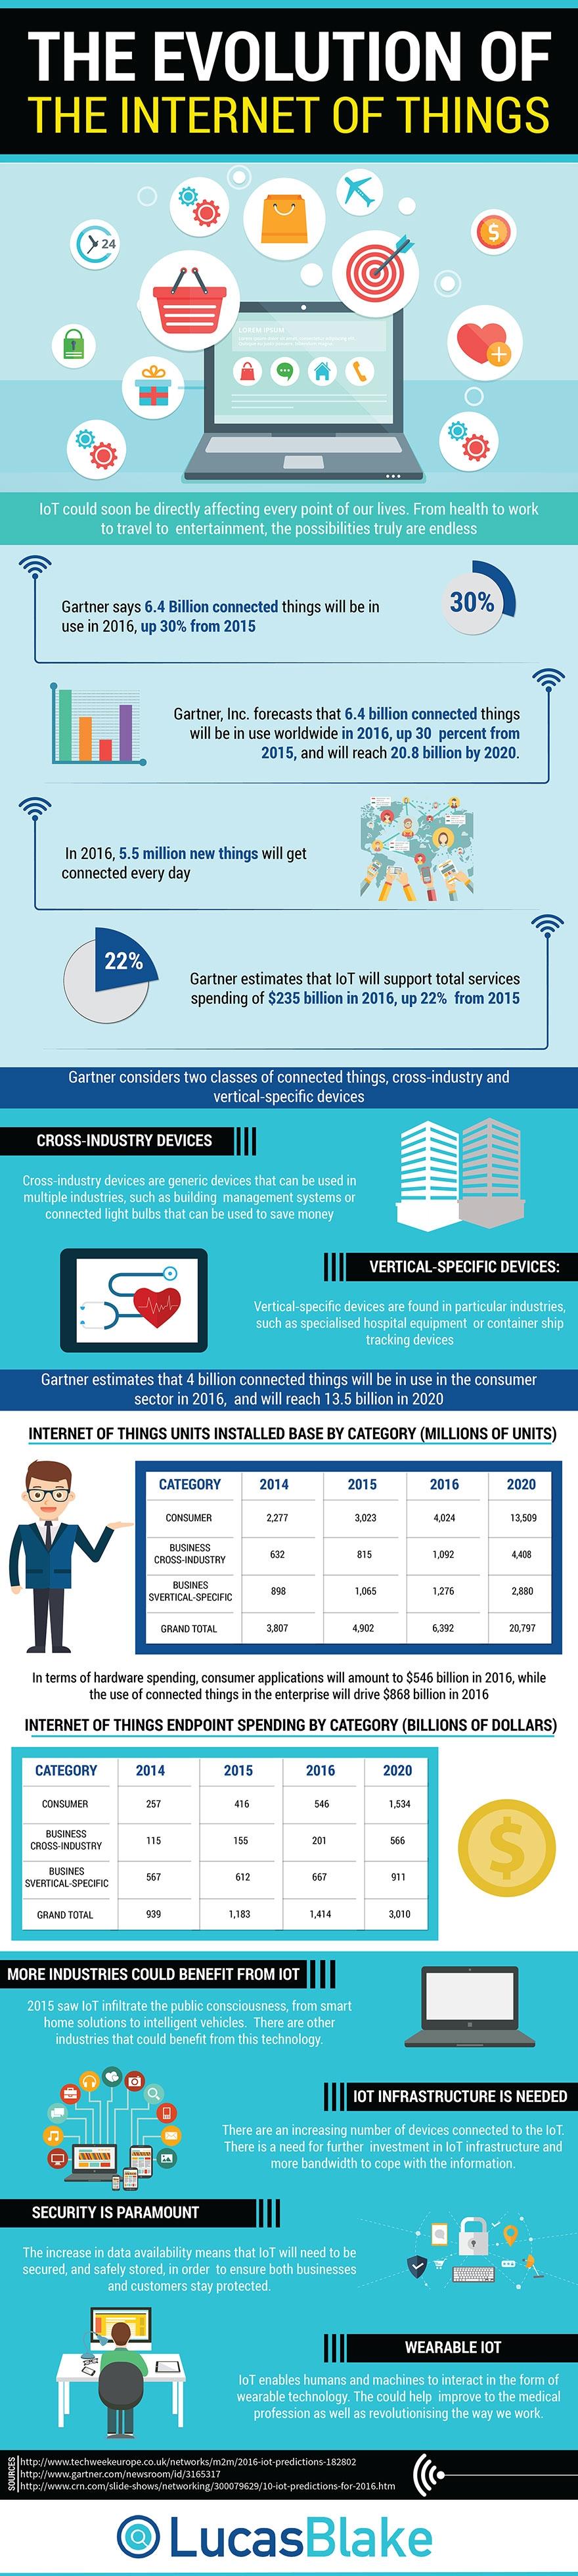 THE EVOLUTION OF
THE INTERNET OF THINGS
24
$
LOREM IPSUM
IoT could soon be directly affecting every point of our lives. From health to work
to travel to entertainment, the possibilities truly are endless
Gartner says 6.4 Billion connected things will be in
use in 2016, up 30% from 2015
30%
Gartner, Inc. forecasts that 6.4 billion connected things
will be in use worldwide in 2016, up 30 percent from
2015, and will reach 20.8 billion by 2020.
In 2016, 5.5 million new things will get
connected every day
22%
Gartner estimates that IoT will support total services
spending of $235 billion in 2016, up 22% from 2015
Gartner considers two classes of connected things, cross-industry and
vertical-specific devices
CROSS-INDUSTRY DEVICES
Cross-industry devices are generic devices that can be used in
multiple industries, such as building management systems or
connected light bulbs that can be used to save money
VERTICAL-SPECIFIC DEVICES:
Vertical-specific devices are found in particular industries,
such as specialised hospital equipment or container ship
tracking devices
Gartner estimates that 4 billion connected things will be in use in the consumer
sector in 2016, and will reach 13.5 billion in 2020
INTERNET OF THINGS UNITS INSTALLED BASE BY CATEGORY (MILLIONS OF UNITS)
CATEGORY 2014 2015 2016 2020
CONSUMER 2,277 3,023 4,024 13,509
BUSINESS
CROSS-INDUSTRY 632 815 1,092 4,408
BUSINES
SVERTICAL-SPECIFIC 898 1,065 1,276 2,880
GRAND TOTAL 3,807 4,902 6,392 20,797
In terms of hardware spending, consumer applications will amount to $546 billion in 2016, while
the use of connected things in the enterprise will drive $868 billion in 2016
INTERNET OF THINGS ENDPOINT SPENDING BY CATEGORY (BILLIONS OF DOLLARS)
CATEGORY 2014 2015 2016 2020
CONSUMER 257 416 546 1,534
BUSINESS
CROSS-INDUSTRY 115 155 201 566
BUSINES
SVERTICAL-SPECIFIC 567 612 667 911
GRAND TOTAL 939 1,183 1,414 3,010
$
MORE INDUSTRIES COULD BENEFIT FROM IOT
2015 saw IoT infiltrate the public consciousness, from smart
home solutions to intelligent vehicles. There are other
industries that could benefit from this technology.
IOT INFRASTRUCTURE IS NEEDED
There are an increasing number of devices connected to the IoT.
There is a need for further investment in IoT infrastructure and
more bandwidth to cope with the information.
SECURITY IS PARAMOUNT
The increase in data availability means that IoT will need to be
secured, and safely stored, in order to ensure both businesses
and customers stay protected.
WEARABLE IOT
IoT enables humans and machines to interact in the form of
wearable technology. The could help improve to the medical
profession as well as revolutionising the way we work.
SOURCES
http://www.techweekeurope.co.uk/networks/m2m/2016-iot-predictions-182802
http://www.gartner.com/newsroom/id/3165317
http://www.crn.com/slide-shows/networking/300079629/10-iot-predictions-for-2016.htm
LucasBlake